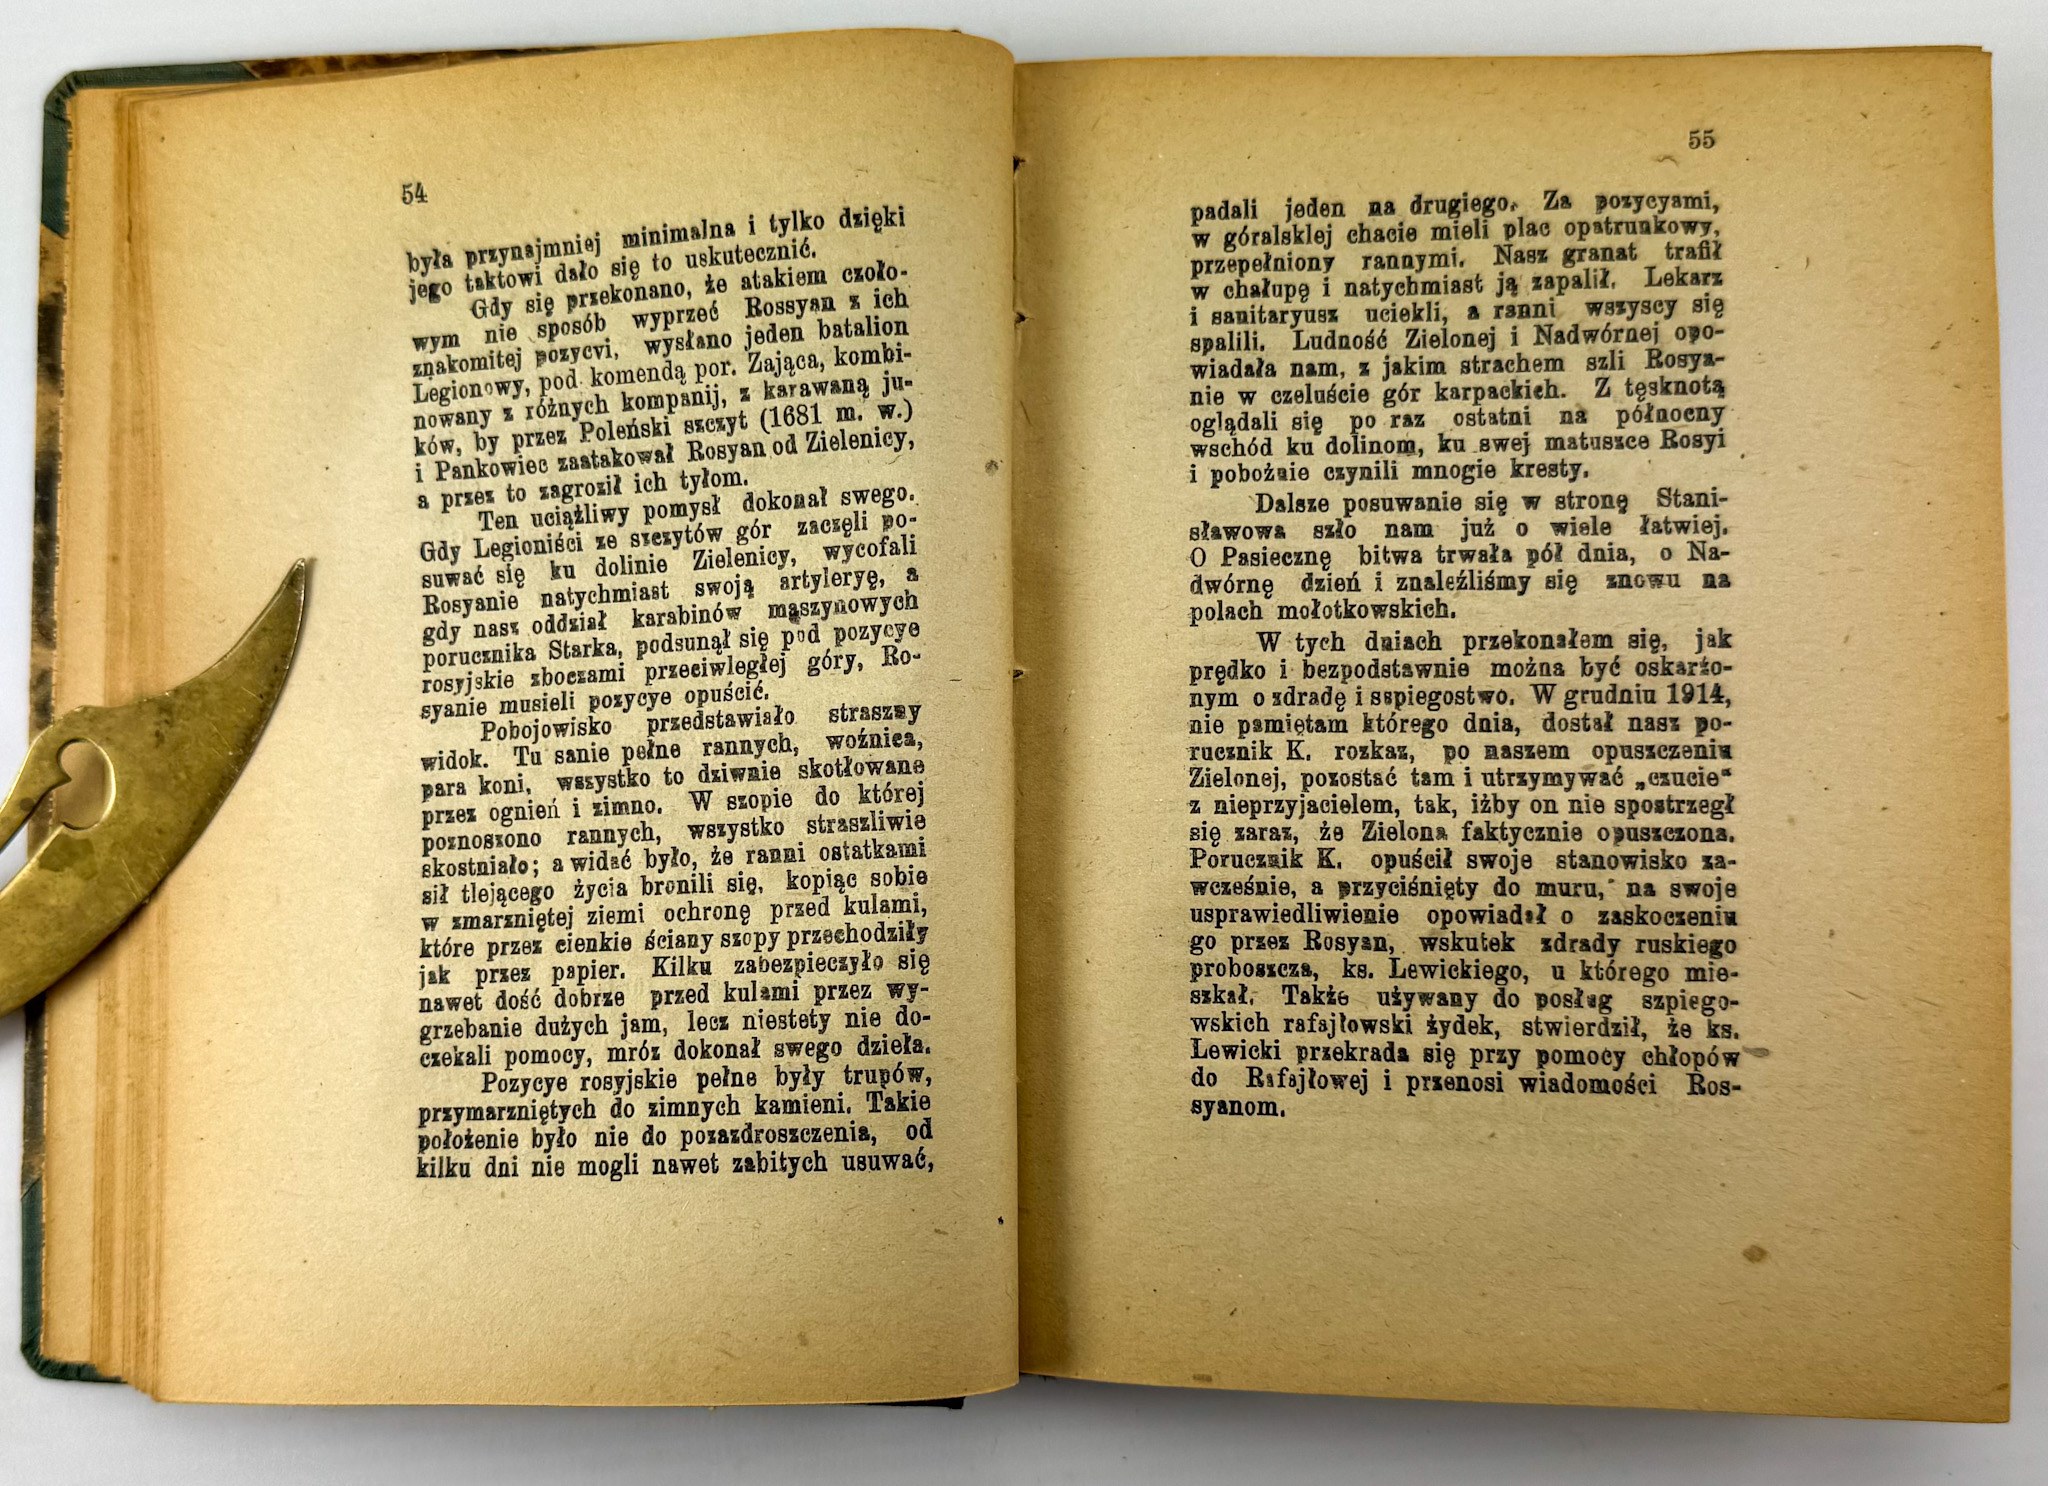 54
była przynajmniej minimalna i tylko dzięki
jego taktowi dało się to uskutecznić.
Gdy się przekonano, że atakiem czoło-
wym nie sposób wyprzeć Rossyan z ich
znakomitej pozycvi, wysłano jeden batalion
Legionowy, pod komendą por. Zająca, kombi-
nowany z różnych kompanij, z karawaną ju-
ków, by przez Poleński szczyt (1681 m. w.)
i Pankowiec zaatakował Rosyan od Zielenicy,
a przez to zagroził ich tyłom.
Ten uciążliwy pomysł dokonał swego.
Gdy Legioniści ze szczytów gór zaczęli po-
suwać się ku dolinie Zielenicy, wycofali
Rosyanie natychmiast swoją artyleryę, a
gdy nasz oddział karabinów maszynowych
porucznika Starka, podsunął się pod pozycye
rosyjskie zboczami przeciwległej góry, Ro-
syanie musieli pozycye opuścić.
Pobojowisko przedstawiało straszny
widok. Tu sanie pełne rannych, woźnica,
para koni, wszystko to dziwnie skotłowane
przez ognień i zimno. W szopie do której
poznoszono rannych, wszystko straszliwie
skostniało; a widać było, że ranni ostatkami
sił tlejącego życia bronili się, kopiąc sobie
w zmarzniętej ziemi ochronę przed kulami,
które przez cienkie ściany szopy przechodziły
jak przez papier. Kilku zabezpieczyło się
nawet dość dobrze przed kulami przez wy-
grzebanie dużych jam, lecz niestety nie do-
czekali pomocy, mróz dokonał swego dzieła.
Pozycye rosyjskie pełne były trupów,
przymarzniętych do zimnych kamieni. Takie
położenie było nie do pozazdroszczenia, od
kilku dni nie mogli nawet zabitych usuwać,
55
padali jeden na drugiego. Za pozycyami,
w góralsklej chacie mieli plac opatrunkowy,
przepełniony rannymi. Nasz granat trafił
w chałupę i natychmiast ją zapalił. Lekarz
i sanitaryusz uciekli, a ranni wszyscy się
spalili. Ludność Zielonej i Nadwórnej opo-
wiadała nam, z jakim strachem szli Rosya-
nie w czeluście gór karpackich. Z tęsknotą
oglądali się po raz ostatni na północny
wschód ku dolinom, ku swej matuszce Rosyi
i pobożnie czynili mnogie kresty.
Dalsze posuwanie się w stronę Stani-
sławowa szło nam już o wiele łatwiej.
O Pasiecznę bitwa trwała pół dnia, o Na-
dwórnę dzień i znaleźliśmy się znowu na
polach mołotkowskich.
W tych dniach przekonałem się, jak
prędko i bezpodstawnie można być oskarżo-
nym o zdradę i sspiegostwo. W grudniu 1914,
nie pamiętam którego dnia, dostał nasz po-
rucznik K. rozkaz, po naszem opuszczeniu
Zielonej, pozostać tam i utrzymywać „czucie"
z nieprzyjacielem, tak, iżby on nie spostrzegł
się zaraz, że Zielona faktycznie opuszczona.
Porucznik K. opuścił swoje stanowisko za-
wcześnie, a przyciśnięty do muru, na swoje
usprawiedliwienie opowiadał o zaskoczeniu
go przez Rosyan, wskutek zdrady ruskiego
proboszcza, ks. Lewickiego, u którego mie-
szkał. Także używany do posług szpiego-
wskich rafajłowski żydek, stwierdził, że ks.
Lewicki przekrada się przy pomocy chłopów
do Rafajłowej i przenosi wiadomości Ros-
syanom.